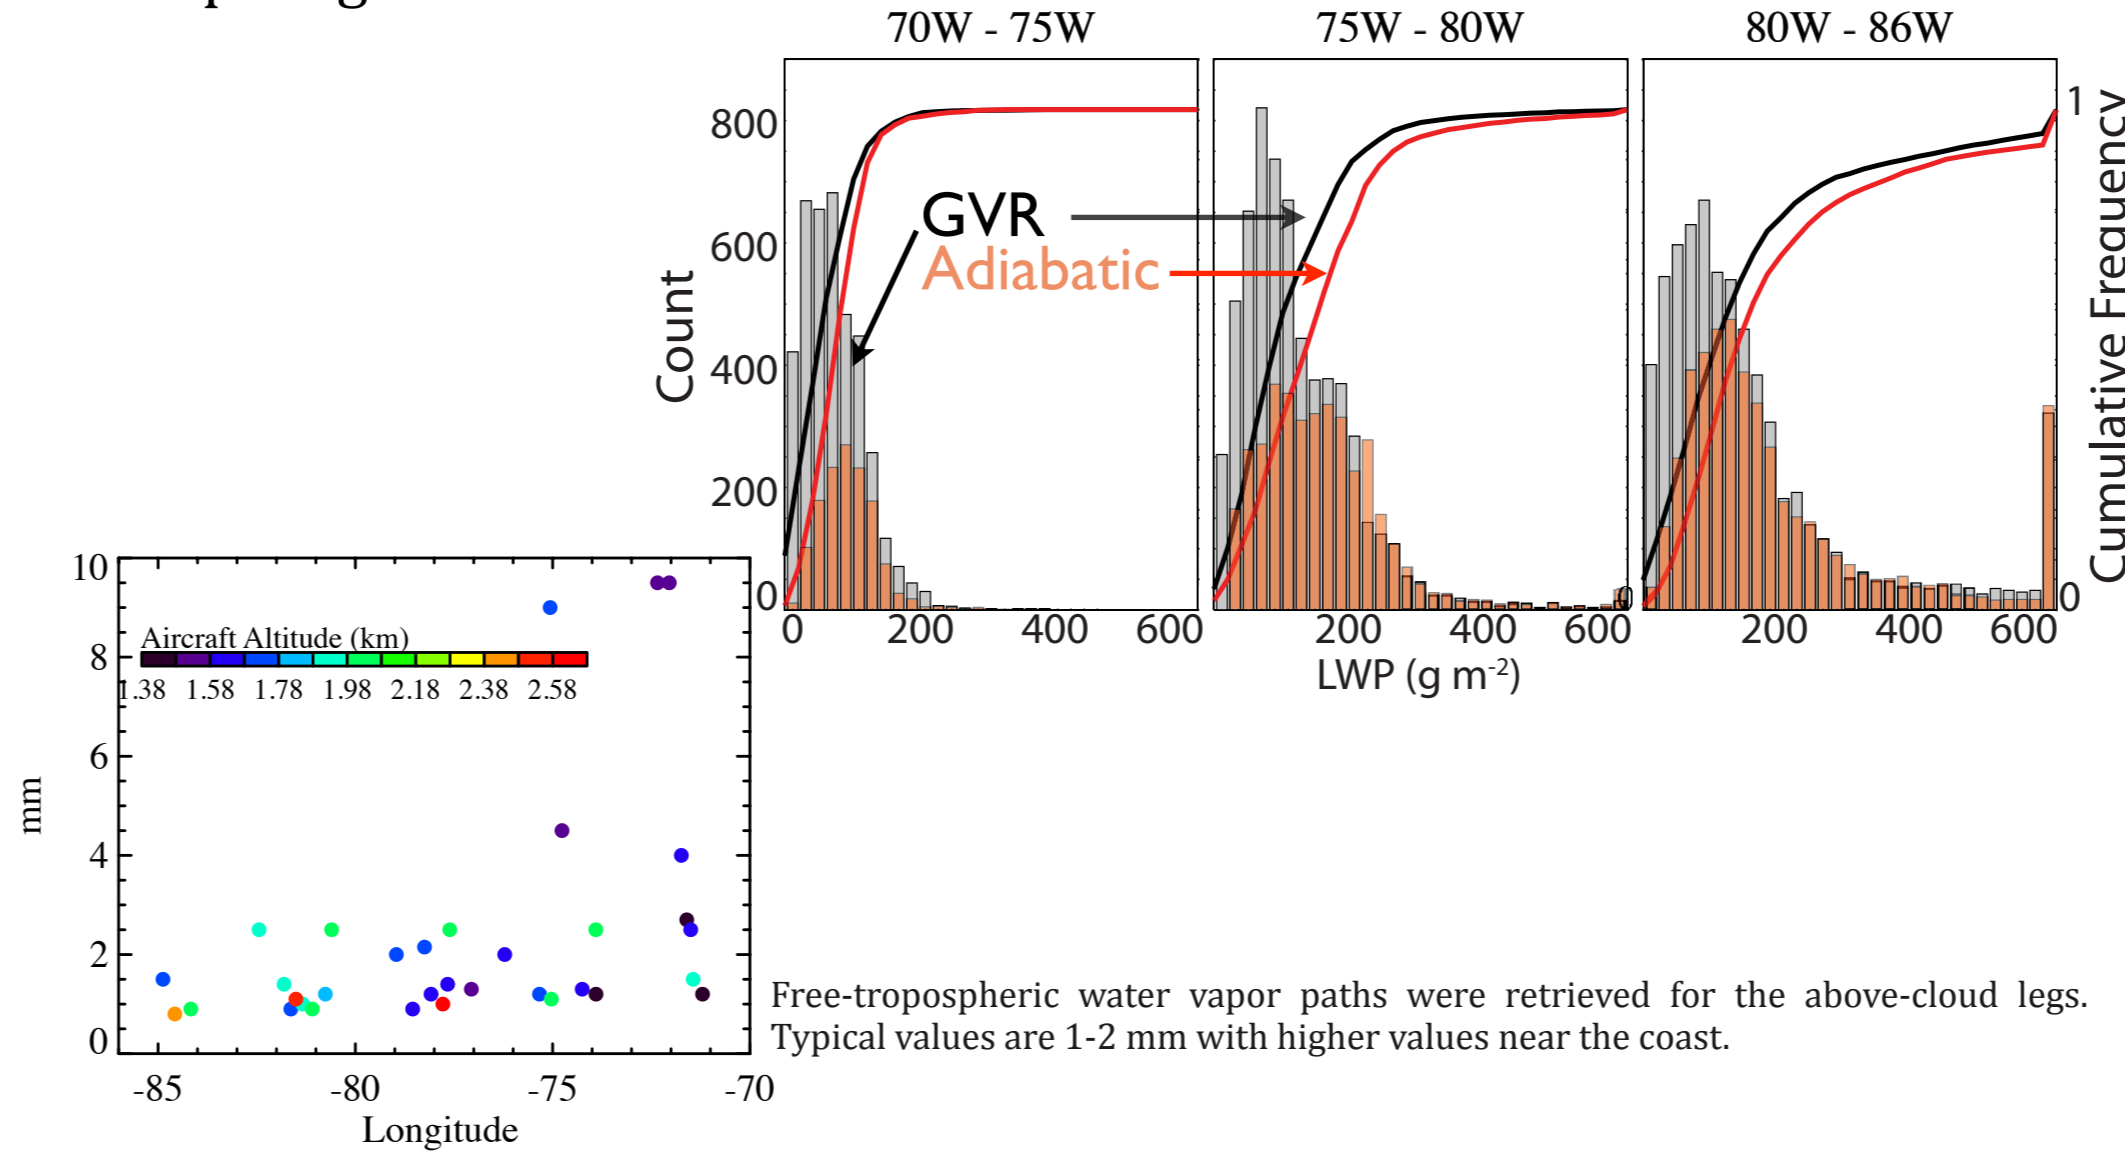 70W - 75W
75W - 80W
80W - 86W
Count
800
600
400
200
0
GVR
Adiabatic
1
0
Cumulative Frequency
0
0 200 400 600
200 400 600
200 400 600
LWP (g m-2)
10
8
6
4
2
0
mm
Aircraft Altitude (km)
1.38 1.58 1.78 1.98 2.18 2.38 2.58
-85 -80 -75 -70
Longitude
Free-tropospheric water vapor paths were retrieved for the above-cloud legs.
Typical values are 1-2 mm with higher values near the coast.